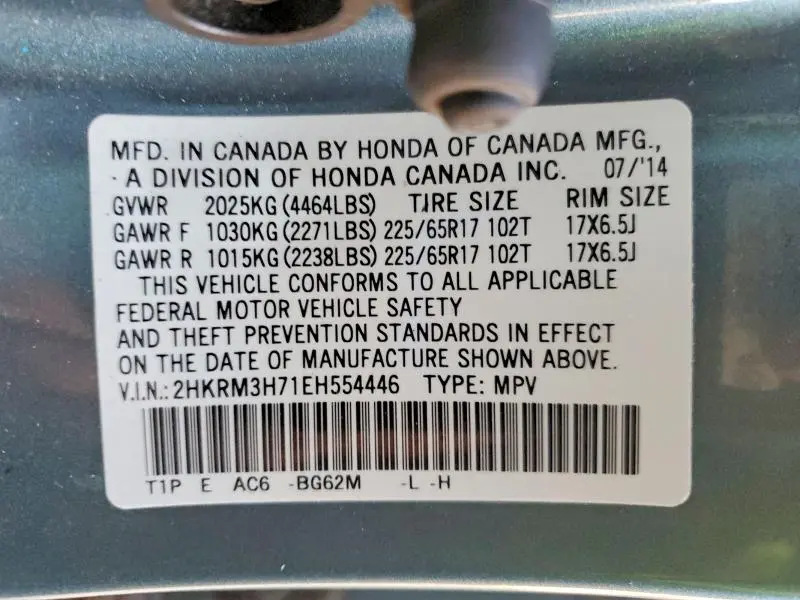 MFD. IN CANADA BY HONDA OF CANADA MFG.,
A DIVISION OF HONDA CANADA INC. 07/'14
GVWR 2025KG (4464LBS) TIRE SIZE RIM SIZE
GAWR F 1030KG (2271LBS) 225/65R17 102T 17X6.5J
GAWR R 1015KG (2238LBS) 225/65R17 102T 17X6.5J
THIS VEHICLE CONFORMS TO ALL APPLICABLE
FEDERAL MOTOR VEHICLE SAFETY
AND THEFT PREVENTION STANDARDS IN EFFECT
ON THE DATE OF MANUFACTURE SHOWN ABOVE.
V.I.N.: 2HKRM3H71EH554446 TYPE: MPV
T1P E AC6 -BG62M -L -H